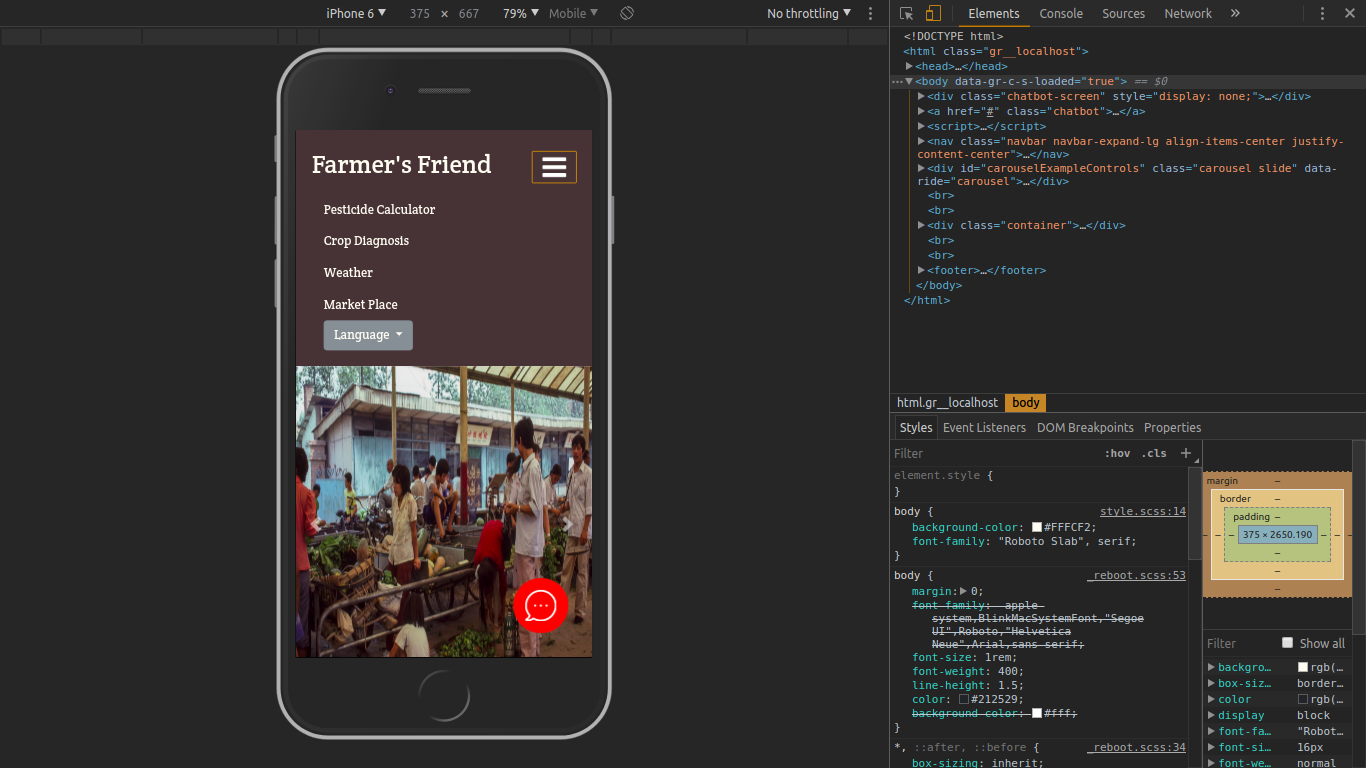 iPhone 6 375 × 667 79% Mobile No throttling
Elements Console Sources Network »
Farmer's Friend
Pesticide Calculator
Crop Diagnosis
Weather
Market Place
Language
<!DOCTYPE html>
<html class="gr__localhost">
<head>…</head>
<body data-gr-c-s-loaded="true"> == $0
<div class="chatbot-screen" style="display: none;">…</div>
<a href="#" class="chatbot">…</a>
<script>…</script>
<nav class="navbar navbar-expand-lg align-items-center justify-
content-center">…</nav>
<div id="carouselExampleControls" class="carousel slide" data-
ride="carousel">…</div>
<br>
<br>
<div class="container">…</div>
<br>
<br>
<footer>…</footer>
</body>
</html>
html.gr__localhost body
Styles Event Listeners DOM Breakpoints Properties
Filter :hov .cls +
element.style {
}
body { style.scss:14
background-color: #FFFCF2;
font-family: "Roboto Slab", serif;
}
body { _reboot.scss:53
margin: 0;
font-family: -apple-
system,BlinkMacSystemFont,"Segoe
UI",Roboto,"Helvetica
Neue",Arial,sans-serif;
font-size: 1rem;
font-weight: 400;
line-height: 1.5;
color: #212529;
background-color: #fff;
}
*, ::after, ::before { _reboot.scss:34
box-sizing: inherit;
margin –
border –
padding –
– – – 375 × 2650.190 – – –
–
–
–
Filter Show all
backgro… rgb(…
box-siz… border…
color rgb(…
display block
font-fa… "Robot…
font-si… 16px
font-we… normal